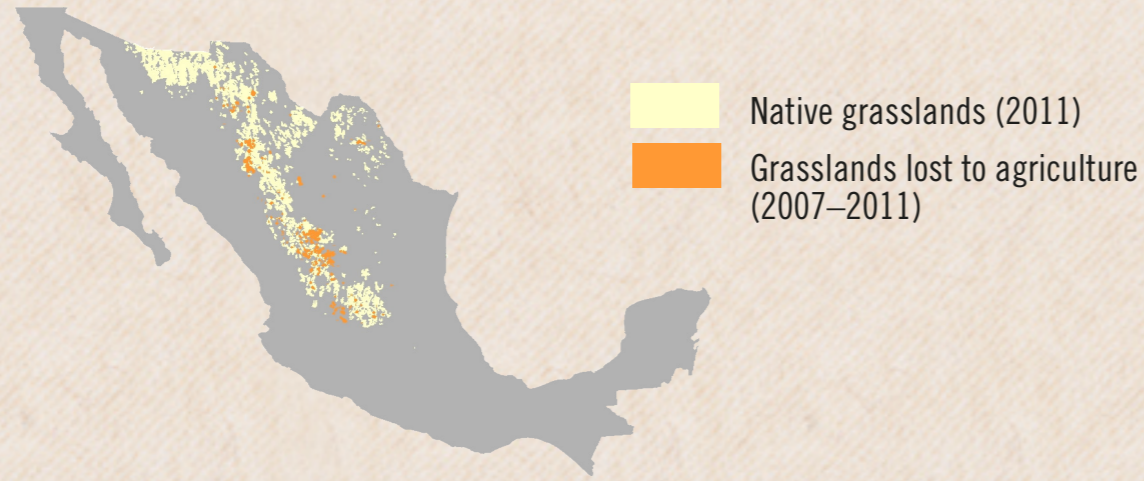 Native grasslands (2011)
Grasslands lost to agriculture
(2007–2011)